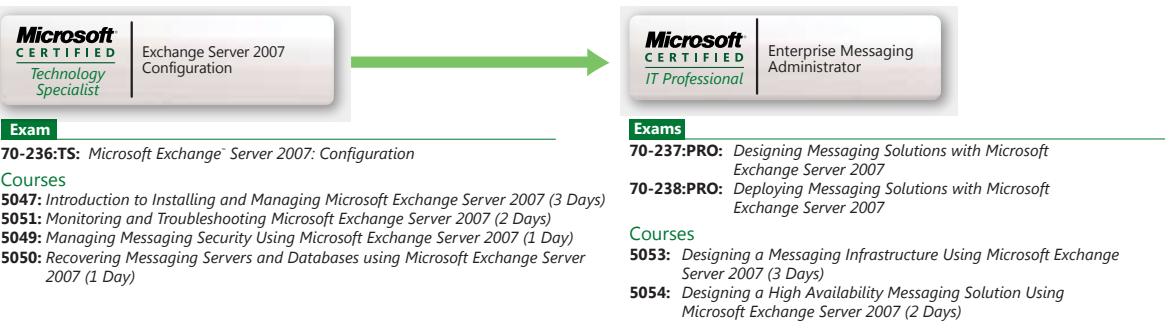 Microsoft
CERTIFIED
Technology
Specialist
Exchange Server 2007
Configuration
Exam
70-236:TS: Microsoft Exchange™ Server 2007: Configuration
Courses
5047: Introduction to Installing and Managing Microsoft Exchange Server 2007 (3 Days)
5051: Monitoring and Troubleshooting Microsoft Exchange Server 2007 (2 Days)
5049: Managing Messaging Security Using Microsoft Exchange Server 2007 (1 Day)
5050: Recovering Messaging Servers and Databases using Microsoft Exchange Server
2007 (1 Day)
Microsoft
CERTIFIED
IT Professional
Enterprise Messaging
Administrator
Exams
70-237:PRO: Designing Messaging Solutions with Microsoft
Exchange Server 2007
70-238:PRO: Deploying Messaging Solutions with Microsoft
Exchange Server 2007
Courses
5053: Designing a Messaging Infrastructure Using Microsoft Exchange
Server 2007 (3 Days)
5054: Designing a High Availability Messaging Solution Using
Microsoft Exchange Server 2007 (2 Days)